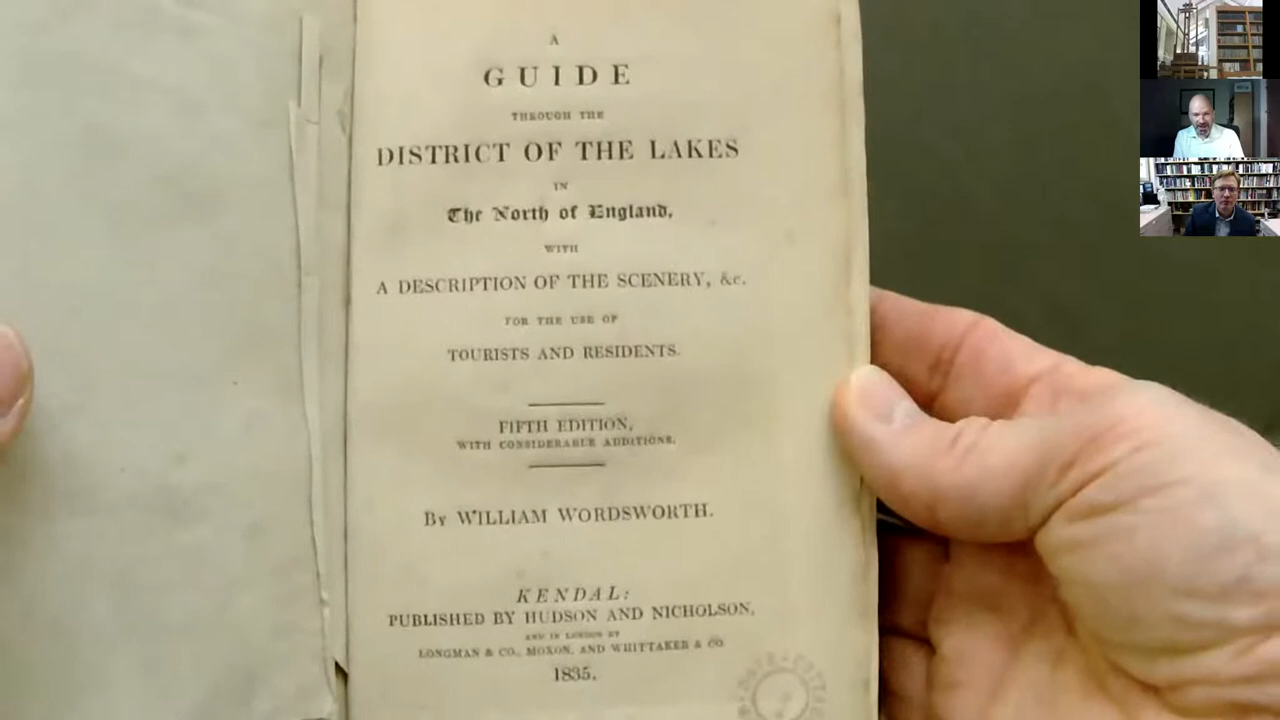 A
GUIDE
THROUGH THE
DISTRICT OF THE LAKES
IN
The North of England,
WITH
A DESCRIPTION OF THE SCENERY, &c.
FOR THE USE OF
TOURISTS AND RESIDENTS.
FIFTH EDITION,
WITH CONSIDERABLE ADDITIONS.
By WILLIAM WORDSWORTH.
KENDAL:
PUBLISHED BY HUDSON AND NICHOLSON,
AND IN LONDON BY
LONGMAN & CO., MOXON, AND WHITTAKER & CO.
1835.